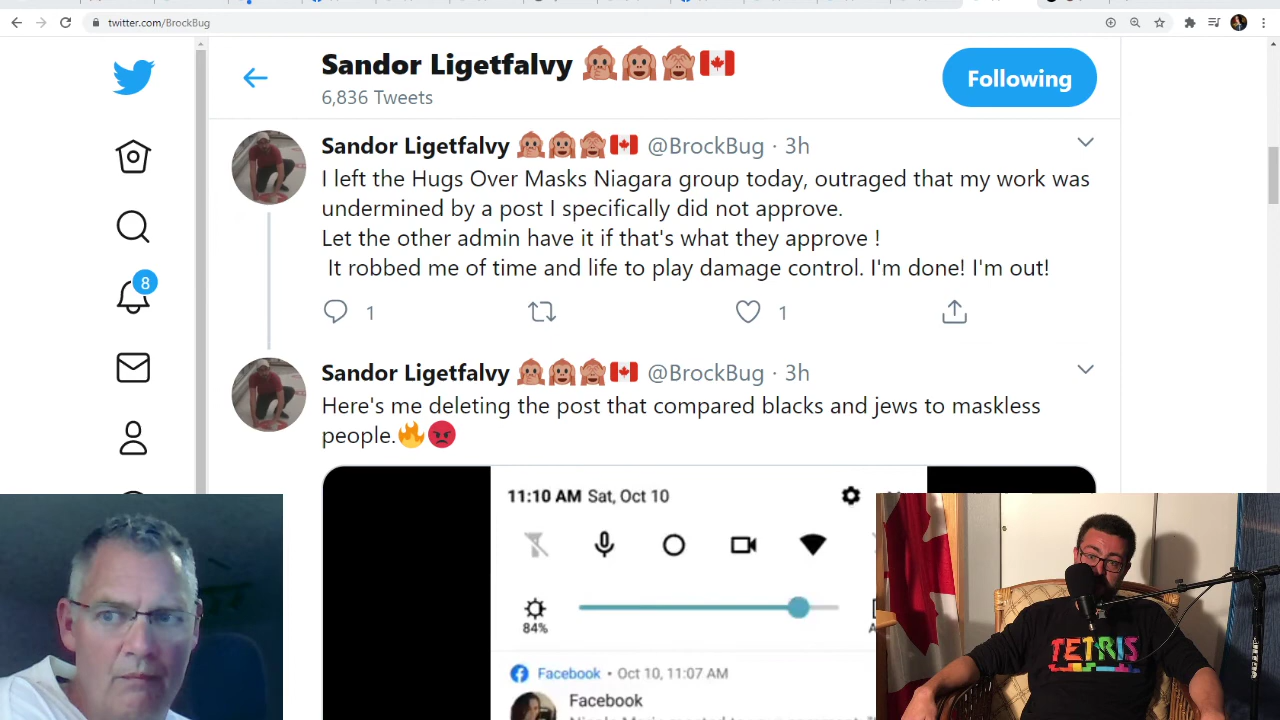 twitter.com/BrockBug
Sandor Ligetfalvy 🙊🐵🙈🇨🇦
6,836 Tweets
Following
Sandor Ligetfalvy 🙊🐵🙈🇨🇦 @BrockBug · 3h
I left the Hugs Over Masks Niagara group today, outraged that my work was
undermined by a post I specifically did not approve.
Let the other admin have it if that's what they approve !
It robbed me of time and life to play damage control. I'm done! I'm out!
1
1
8
Sandor Ligetfalvy 🙊🐵🙈🇨🇦 @BrockBug · 3h
Here's me deleting the post that compared blacks and jews to maskless
people.🔥😡
11:10 AM Sat, Oct 10
84%
Facebook • Oct 10, 11:07 AM
Facebook
TETRIS